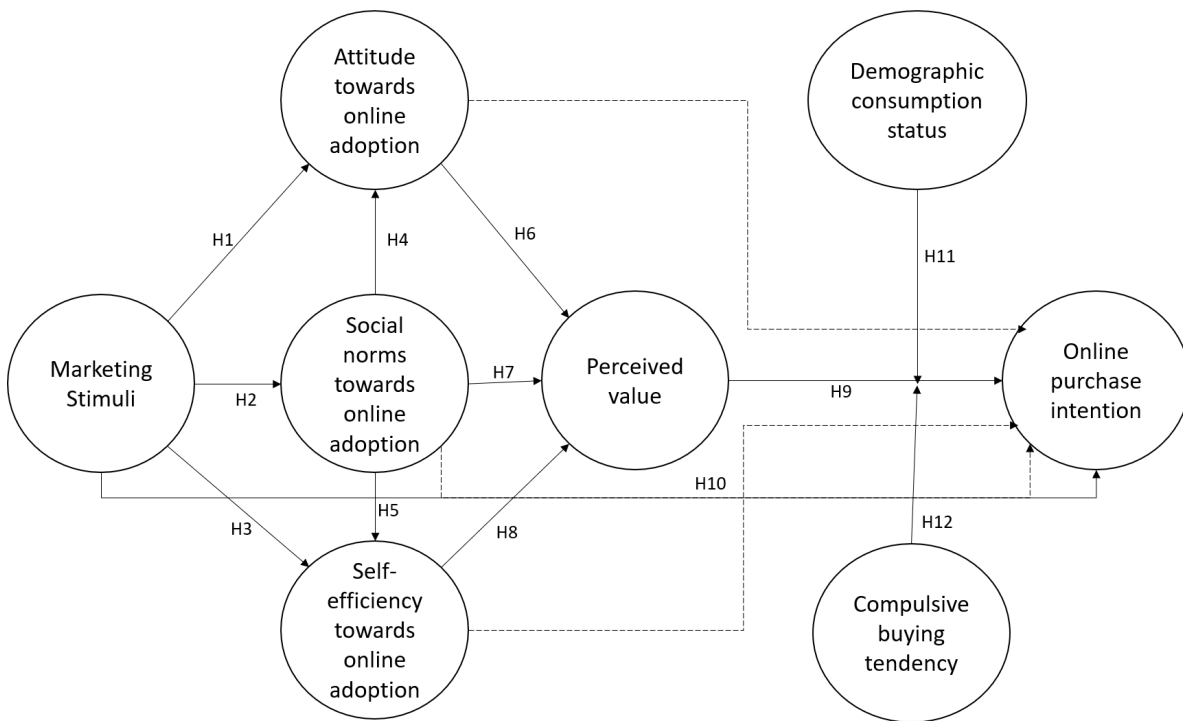 Attitude
towards
online
adoption
Demographic
consumption
status
H1
H4
H6
H11
Marketing
Stimuli
H2
Social
norms
towards
online
adoption
H7
Perceived
value
H9
Online
purchase
intention
H10
H3
H5
H8
H12
Self-
efficiency
towards
online
adoption
Compulsive
buying
tendency